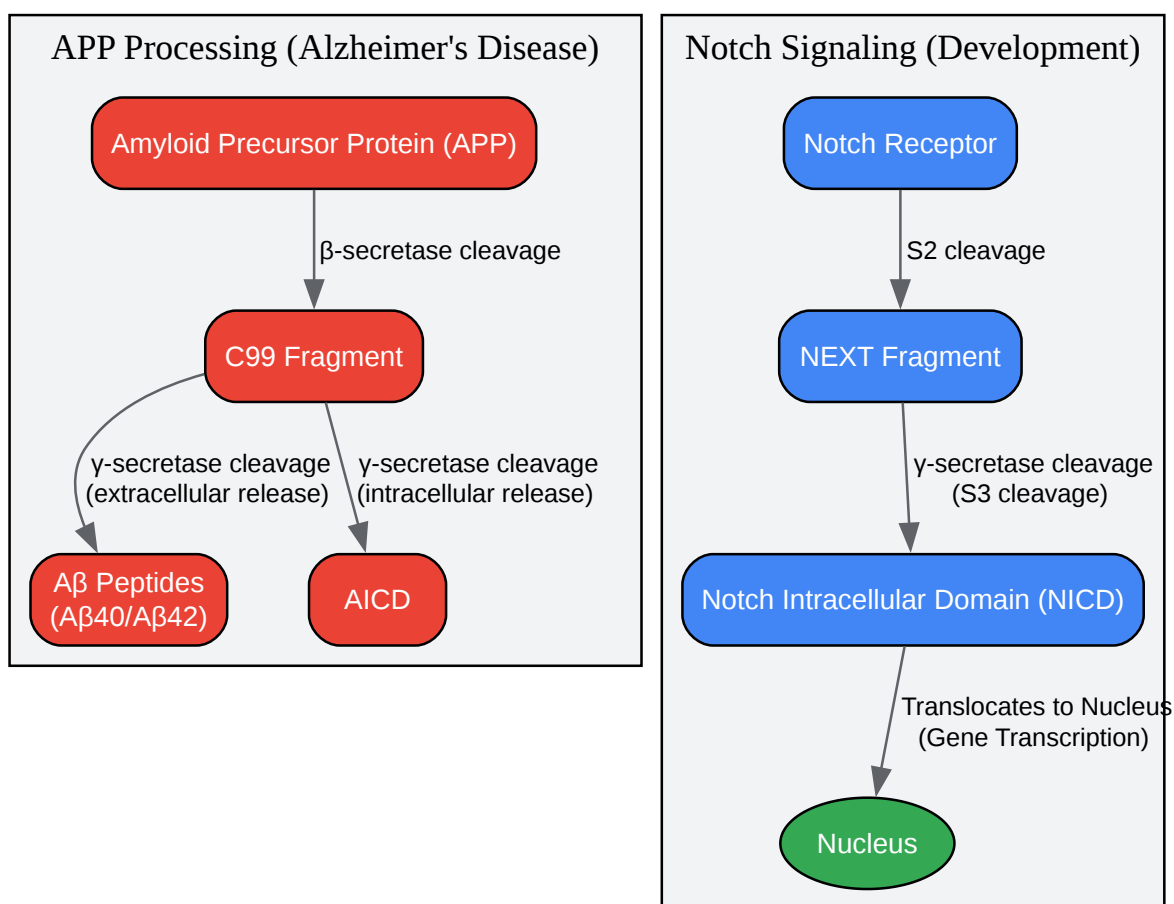 APP Processing (Alzheimer's Disease)
Amyloid Precursor Protein (APP)
β-secretase cleavage
C99 Fragment
γ-secretase cleavage
(extracellular release)
γ-secretase cleavage
(intracellular release)
Aβ Peptides
(Aβ40/Aβ42)
AICD
Notch Signaling (Development)
Notch Receptor
S2 cleavage
NEXT Fragment
γ-secretase cleavage
(S3 cleavage)
Notch Intracellular Domain (NICD)
Translocates to Nucleus
(Gene Transcription)
Nucleus